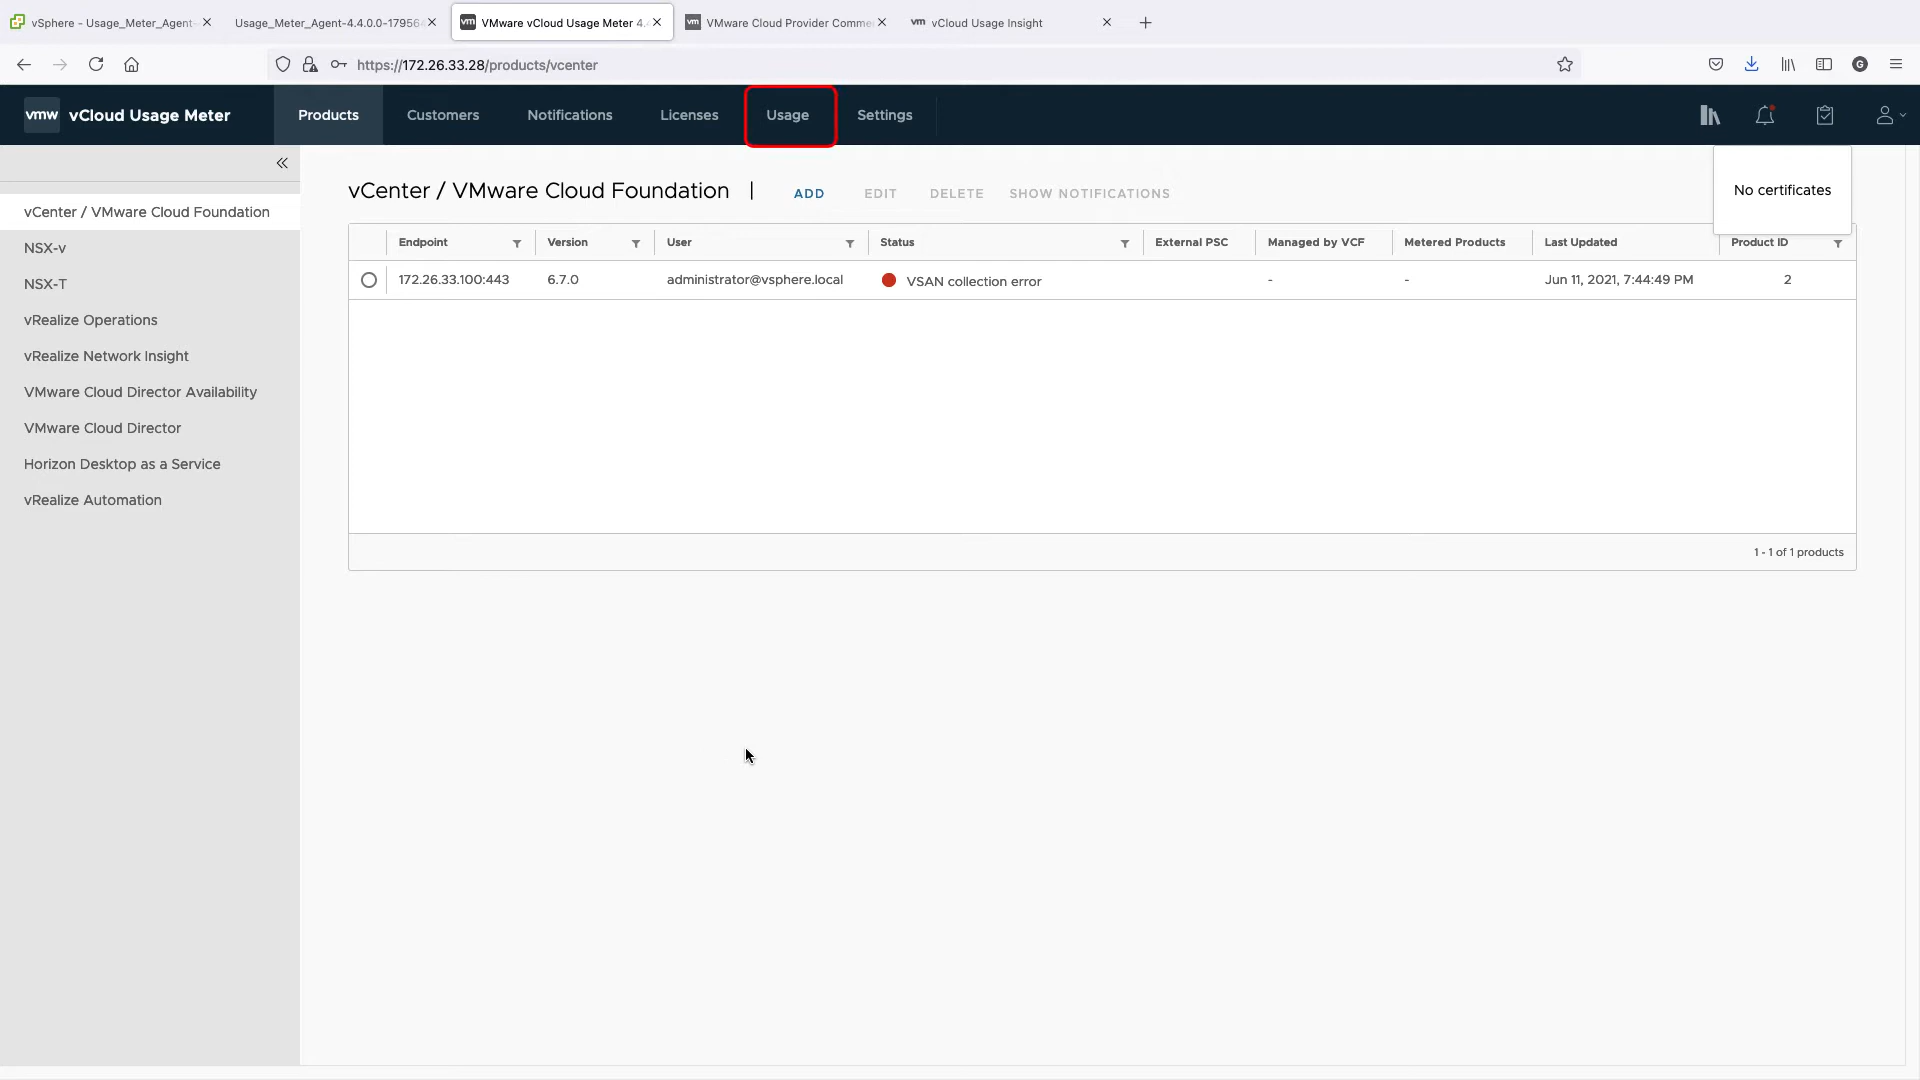 vSphere - Usage_Meter_Agent-
Usage_Meter_Agent-4.4.0.0-17956
VMware vCloud Usage Meter 4.
VMware Cloud Provider Comme
vm vCloud Usage Insight
https://172.26.33.28/products/vcenter
G
vmw vCloud Usage Meter
Products
Customers
Notifications
Licenses
Usage
Settings
No certificates
vCenter / VMware Cloud Foundation
NSX-v
NSX-T
vRealize Operations
vRealize Network Insight
VMware Cloud Director Availability
VMware Cloud Director
Horizon Desktop as a Service
vRealize Automation
vCenter / VMware Cloud Foundation | ADD EDIT DELETE SHOW NOTIFICATIONS
Endpoint Version User Status External PSC Managed by VCF Metered Products Last Updated Product ID
172.26.33.100:443 6.7.0 administrator@vsphere.local VSAN collection error - - Jun 11, 2021, 7:44:49 PM 2
1 - 1 of 1 products